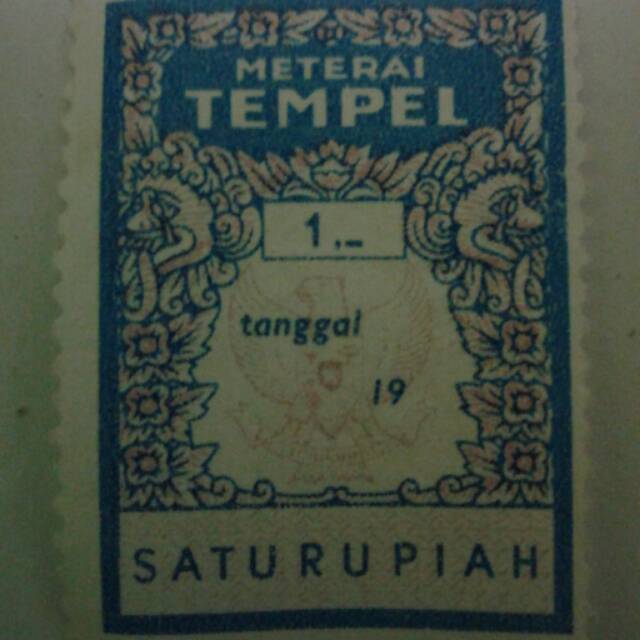 METERAI
TEMPEL
1,-
tanggal
19
SATU RUPIAH